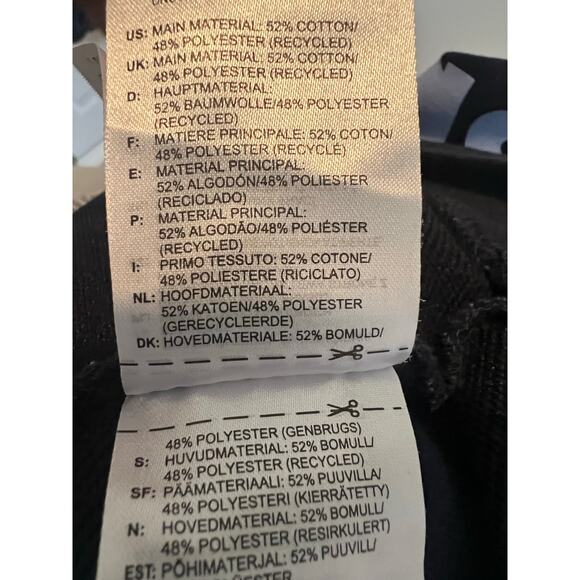 US: MAIN MATERIAL: 52% COTTON/
48% POLYESTER (RECYCLED)
UK: MAIN MATERIAL: 52% COTTON/
48% POLYESTER (RECYCLED)
D: HAUPTMATERIAL:
52% BAUMWOLLE/48% POLYESTER
(RECYCLED)
F: MATIERE PRINCIPALE: 52% COTON/
48% POLYESTER (RECYCLÉ)
E: MATERIAL PRINCIPAL:
52% ALGODÓN/48% POLIESTER
(RECICLADO)
P: MATERIAL PRINCIPAL:
52% ALGODÃO/48% POLIÉSTER
(RECYCLED)
I: PRIMO TESSUTO: 52% COTONE/
48% POLIESTERE (RICICLATO)
NL: HOOFDMATERIAAL:
52% KATOEN/48% POLYESTER
(GERECYCLEERDE)
DK: HOVEDMATERIALE: 52% BOMULD/
48% POLYESTER (GENBRUGS)
S: HUVUDMATERIAL: 52% BOMULL/
48% POLYESTER (RECYCLED)
SF: PÄÄMATERIAALI: 52% PUUVILLA/
48% POLYESTERI (KIERRÄTETTY)
N: HOVEDMATERIAL: 52% BOMULL/
48% POLYESTER (RESIRKULERT)
EST: PÕHIMATERJAL: 52% PUUVILL/